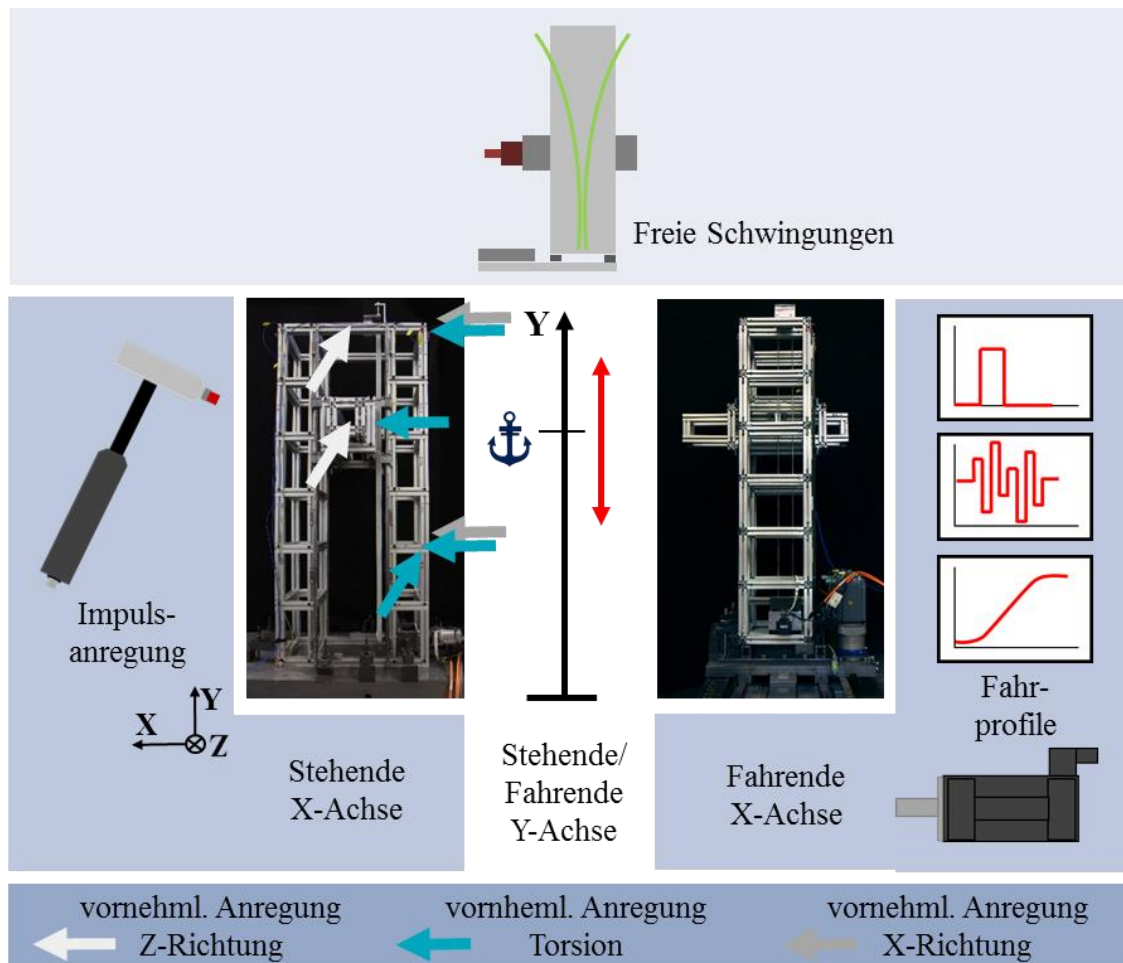 Freie Schwingungen
Y
Impuls-
anregung
Y
X
Z
Stehende
X-Achse
Stehende/
Fahrende
Y-Achse
Fahrende
X-Achse
Fahr-
profile
vornehml. Anregung
Z-Richtung
vornheml. Anregung
Torsion
vornehml. Anregung
X-Richtung